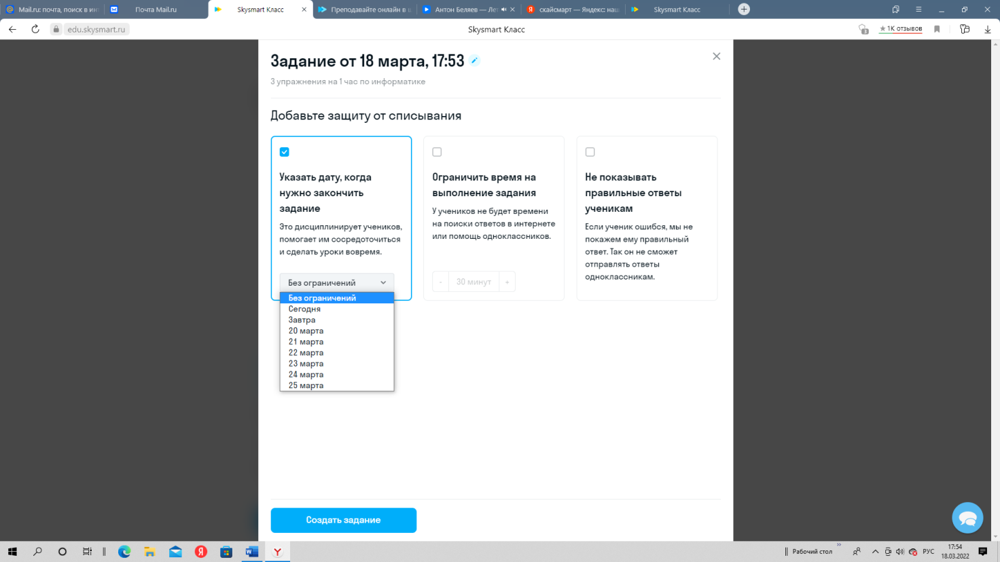 Mail.ru: почта, поиск в инт
Почта Mail.ru
Skysmart Класс
Преподавайте онлайн в ш
Антон Беляев — Лет
скайсмарт — Яндекс: наш
Skysmart Класс
edu.skysmart.ru
Skysmart Класс
3
1К отзывов
Задание от 18 марта, 17:53
3 упражнения на 1 час по информатике
Добавьте защиту от списывания
Указать дату, когда
нужно закончить
задание
Это дисциплинирует учеников,
помогает им сосредоточиться
и сделать уроки вовремя.
Без ограничений
Без ограничений
Сегодня
Завтра
20 марта
21 марта
22 марта
23 марта
24 марта
25 марта
Ограничить время на
выполнение задания
У учеников не будет времени
на поиски ответов в интернете
или помощь одноклассников.
- 30 минут +
Не показывать
правильные ответы
ученикам
Если ученик ошибся, мы не
покажем ему правильный
ответ. Так он не сможет
отправлять ответы
одноклассникам.
Создать задание
Рабочий стол
РУС
17:54
18.03.2022